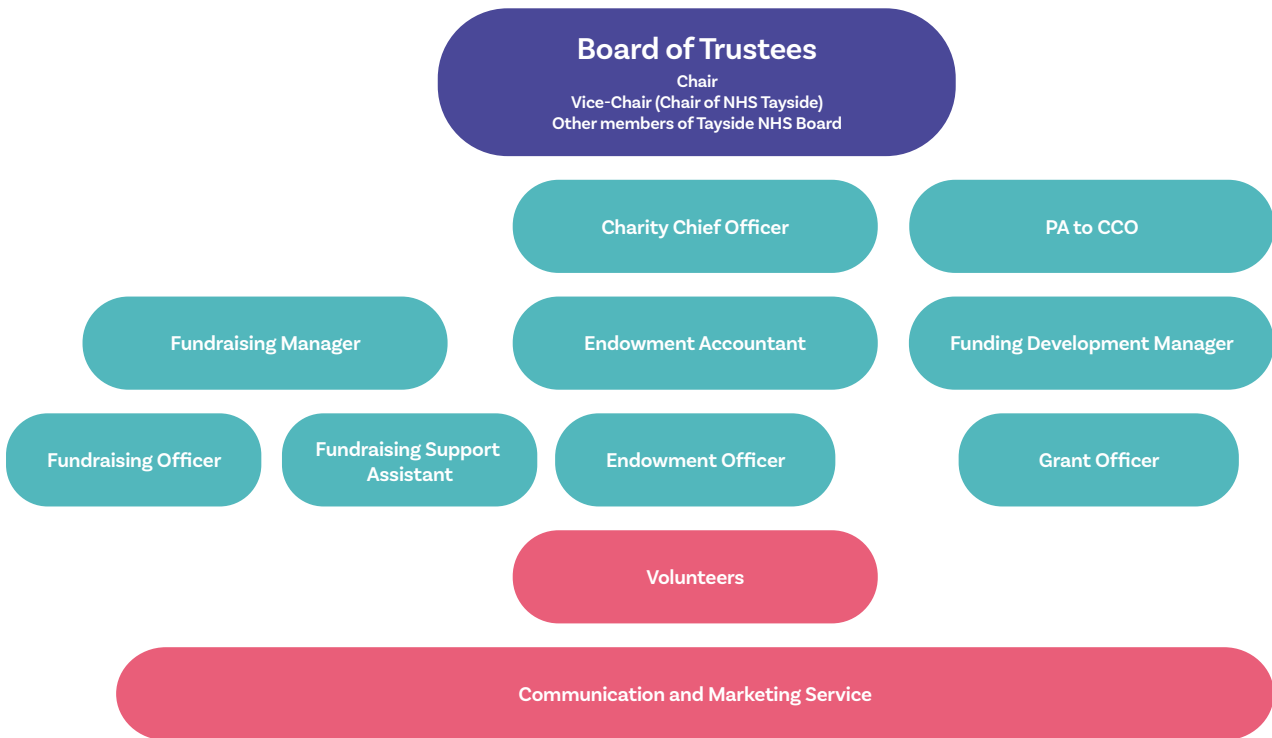 Board of Trustees
Chair
Vice-Chair (Chair of NHS Tayside)
Other members of Tayside NHS Board
Charity Chief Officer
PA to CCO
Fundraising Manager
Endowment Accountant
Funding Development Manager
Fundraising Officer
Fundraising Support
Assistant
Endowment Officer
Grant Officer
Volunteers
Communication and Marketing Service